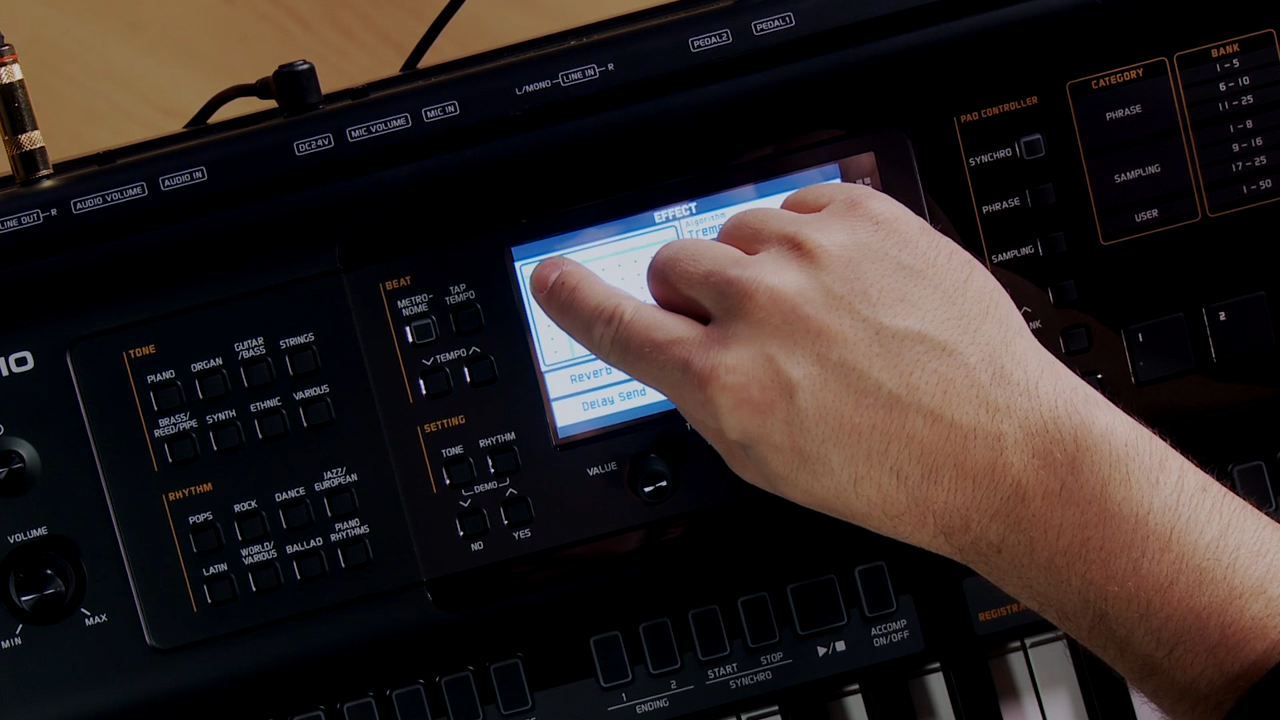 PEDAL2
PEDAL1
L/MONO LINE IN R
DC24V
MIC VOLUME
MIC IN
LINE OUT R
AUDIO VOLUME
AUDIO IN
PAD CONTROLLER
SYNCHRO
PHRASE
SAMPLING
CATEGORY
PHRASE
SAMPLING
USER
BANK
1 - 5
6 - 10
11 - 25
1 - 8
9 - 16
17 - 25
1 - 50
1
2
EFFECT
Algorithm
Reverb
Delay Send
BEAT
METRO-
NOME
TAP
TEMPO
TEMPO
SETTING
TONE
RHYTHM
DEMO
NO
YES
VALUE
TONE
PIANO
ORGAN
GUITAR
/BASS
STRINGS
BRASS/
REED/PIPE
SYNTH
ETHNIC
VARIOUS
RHYTHM
POPS
ROCK
DANCE
JAZZ/
EUROPEAN
LATIN
WORLD/
VARIOUS
BALLAD
PIANO
RHYTHMS
VOLUME
MIN
MAX
1
2
ENDING
START
STOP
SYNCHRO
▶/■
ACCOMP
ON/OFF